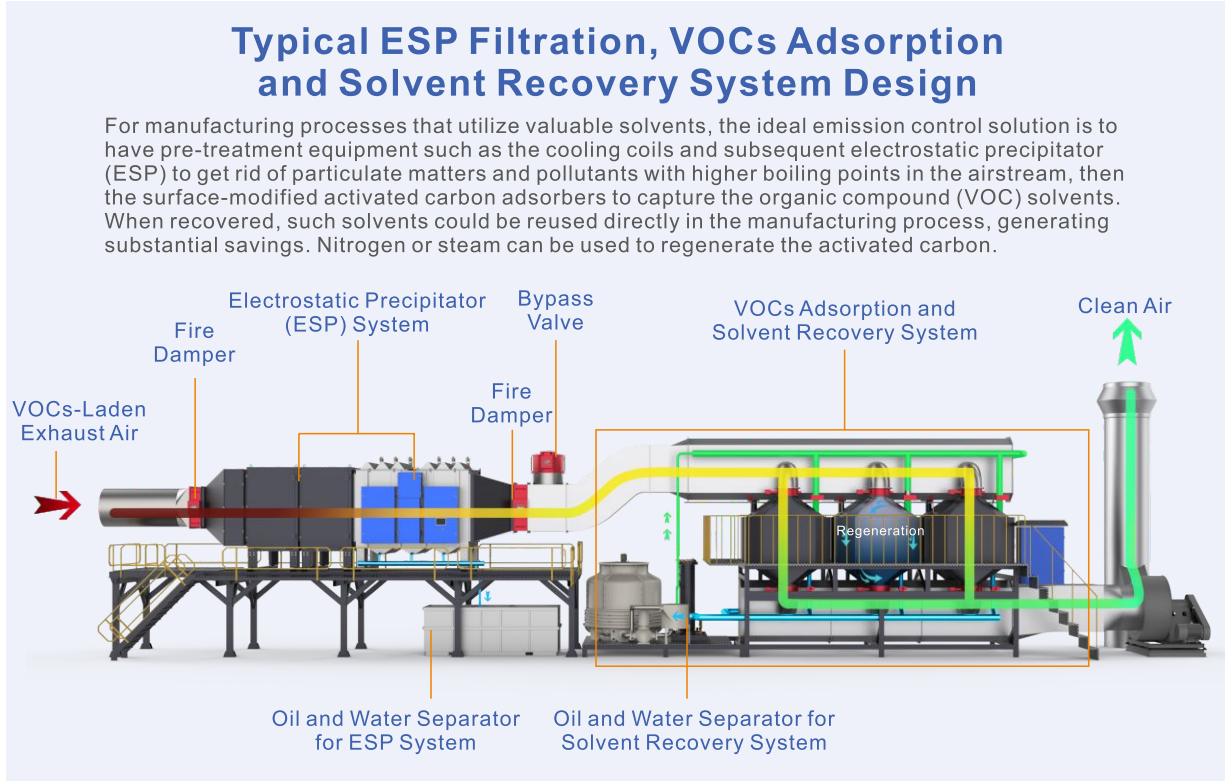 Typical ESP Filtration, VOCs Adsorption
and Solvent Recovery System Design
For manufacturing processes that utilize valuable solvents, the ideal emission control solution is to
have pre-treatment equipment such as the cooling coils and subsequent electrostatic precipitator
(ESP) to get rid of particulate matters and pollutants with higher boiling points in the airstream, then
the surface-modified activated carbon adsorbers to capture the organic compound (VOC) solvents.
When recovered, such solvents could be reused directly in the manufacturing process, generating
substantial savings. Nitrogen or steam can be used to regenerate the activated carbon.
Electrostatic Precipitator
(ESP) System
Bypass
Valve
VOCs Adsorption and
Solvent Recovery System
Clean Air
Fire
Damper
Fire
Damper
VOCs-Laden
Exhaust Air
Regeneration
Oil and Water Separator
for ESP System
Oil and Water Separator for
Solvent Recovery System